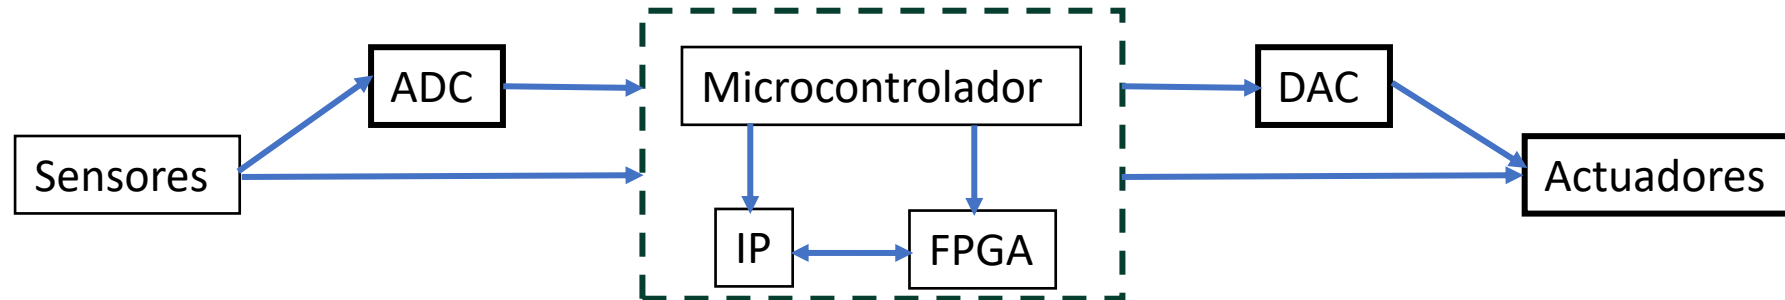 Sensores
ADC
Microcontrolador
IP
FPGA
DAC
Actuadores